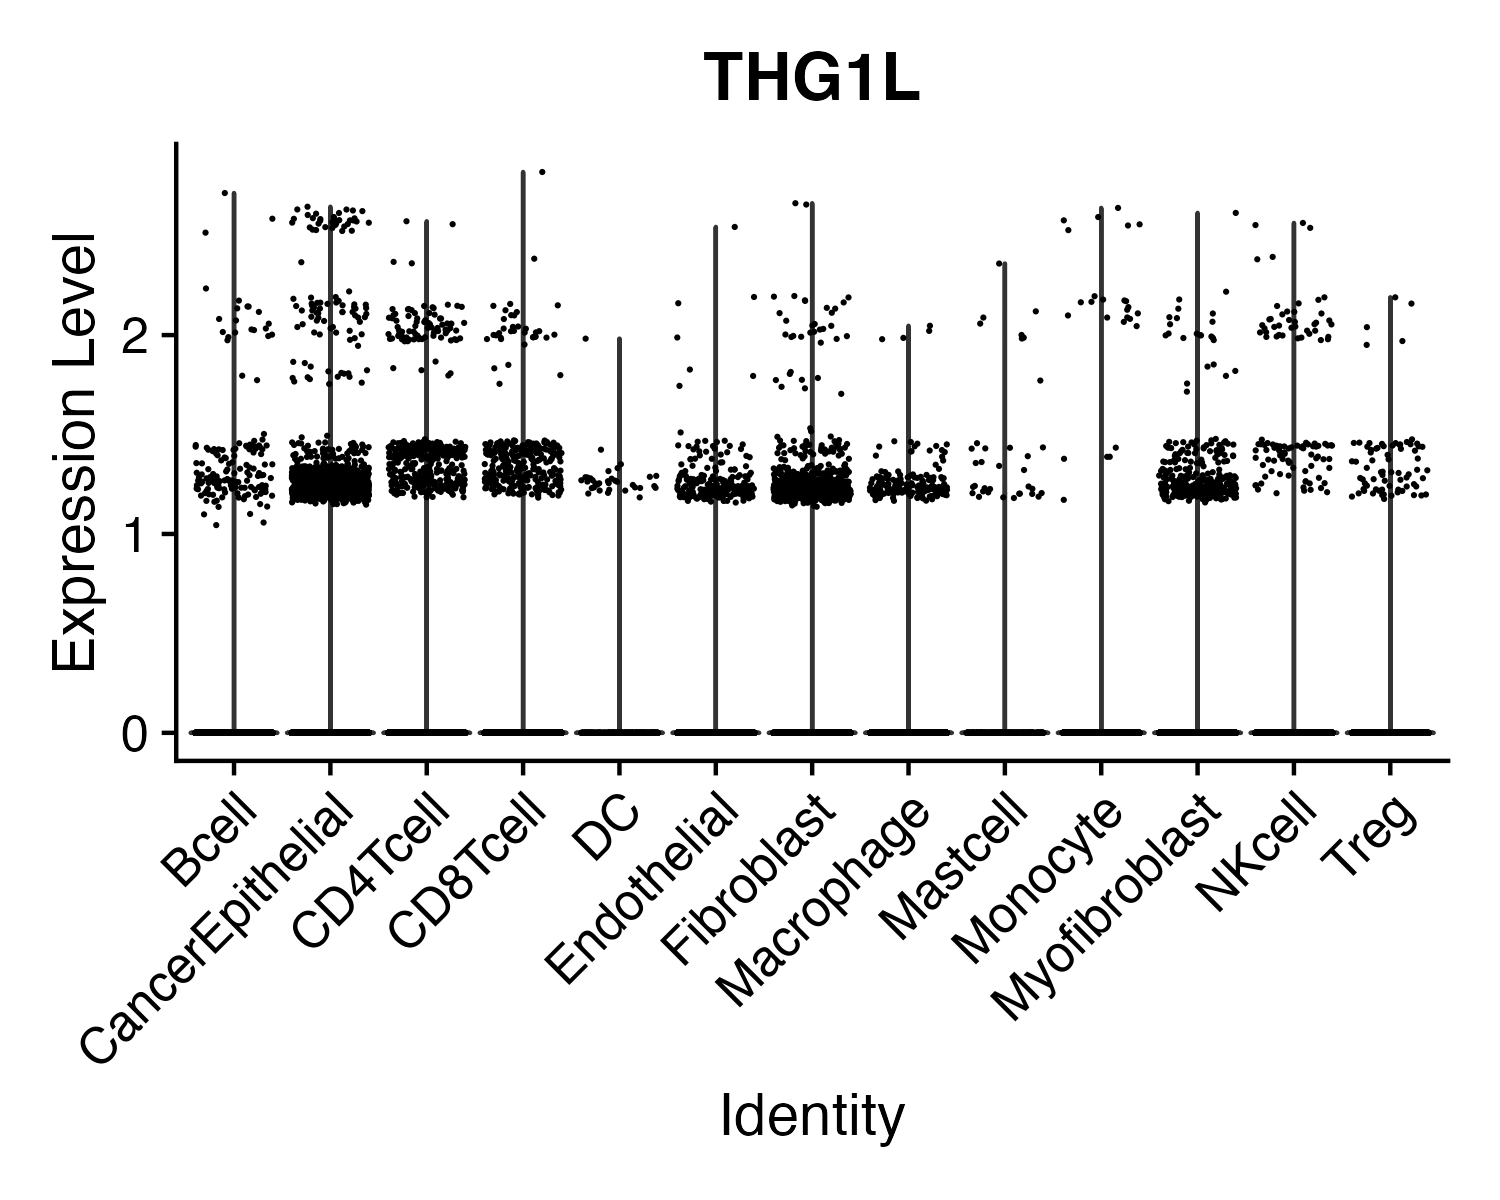 THG1L
Expression Level
2
1
0
Bcell
CancerEpithelial
CD4Tcell
CD8Tcell
DC
Endothelial
Fibroblast
Macrophage
Mastcell
Monocyte
Myofibroblast
NKcell
Treg
Identity